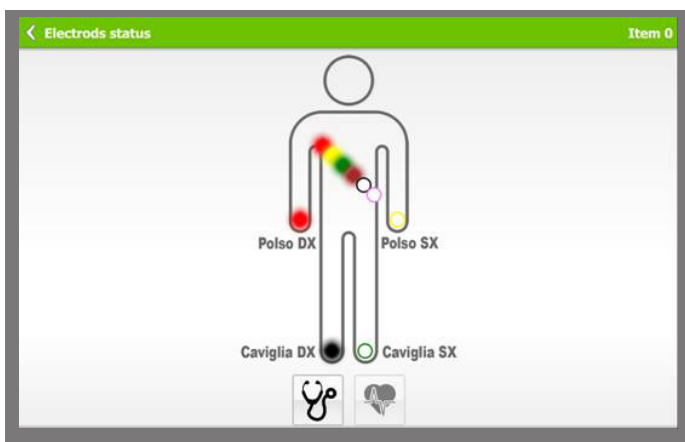 Electrods status
Item 0
Polso DX
Polso SX
Caviglia DX
Caviglia SX